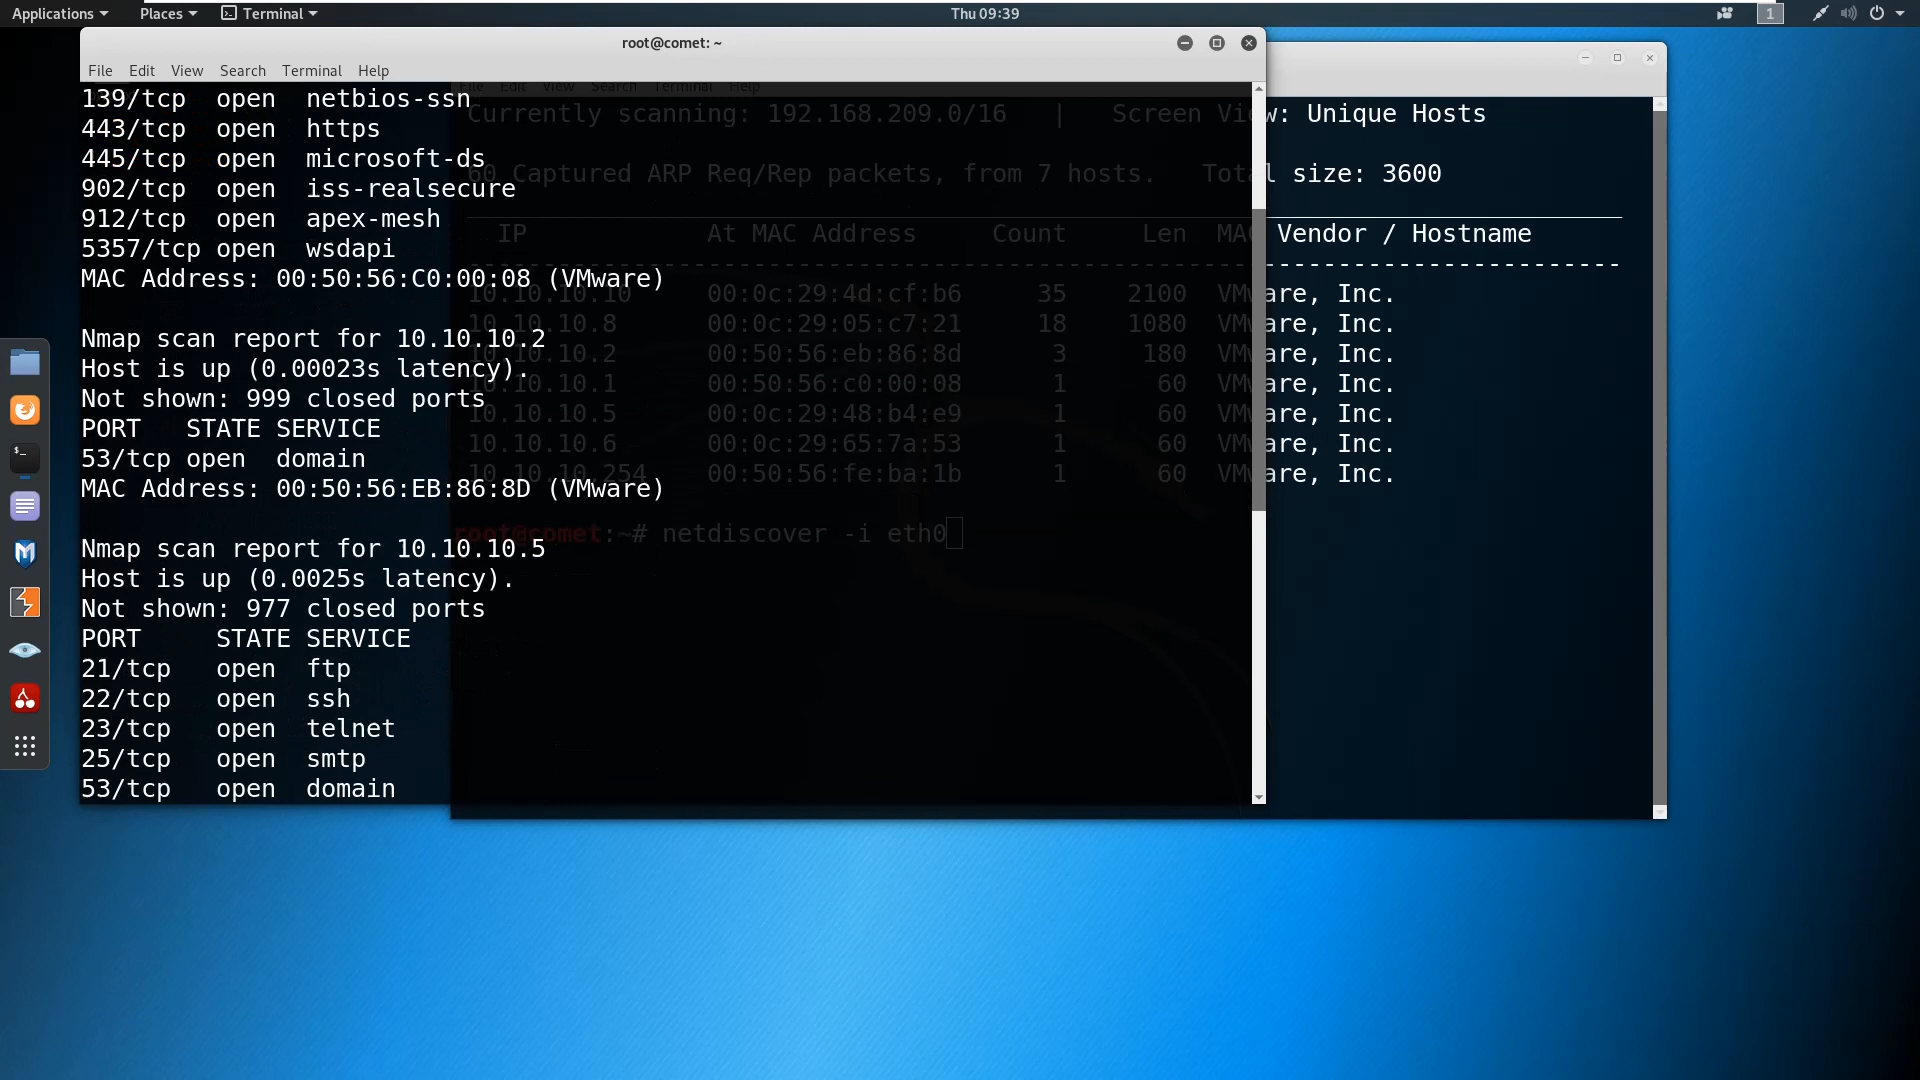 Applications Places Terminal Thu 09:39 1
root@comet: ~
File Edit View Search Terminal Help
139/tcp open netbios-ssn
443/tcp open https
445/tcp open microsoft-ds
902/tcp open iss-realsecure
912/tcp open apex-mesh
5357/tcp open wsdapi
MAC Address: 00:50:56:C0:00:08 (VMware)
Nmap scan report for 10.10.10.2
Host is up (0.00023s latency).
Not shown: 999 closed ports
PORT STATE SERVICE
53/tcp open domain
MAC Address: 00:50:56:EB:86:8D (VMware)
Nmap scan report for 10.10.10.5
Host is up (0.0025s latency).
Not shown: 977 closed ports
PORT STATE SERVICE
21/tcp open ftp
22/tcp open ssh
23/tcp open telnet
25/tcp open smtp
53/tcp open domain
File Edit View Search Terminal Help
Currently scanning: 192.168.209.0/16 | Screen View: Unique Hosts
60 Captured ARP Req/Rep packets, from 7 hosts. Total size: 3600
IP At MAC Address Count Len MAC Vendor / Hostname
-----------------------------------------------------------------------------
10.10.10.10 00:0c:29:4d:cf:b6 35 2100 VMware, Inc.
10.10.10.8 00:0c:29:05:c7:21 18 1080 VMware, Inc.
10.10.10.2 00:50:56:eb:86:8d 3 180 VMware, Inc.
10.10.10.1 00:50:56:c0:00:08 1 60 VMware, Inc.
10.10.10.5 00:0c:29:48:b4:e9 1 60 VMware, Inc.
10.10.10.6 00:0c:29:65:7a:53 1 60 VMware, Inc.
10.10.10.254 00:50:56:fe:ba:1b 1 60 VMware, Inc.
root@comet:~# netdiscover -i eth0